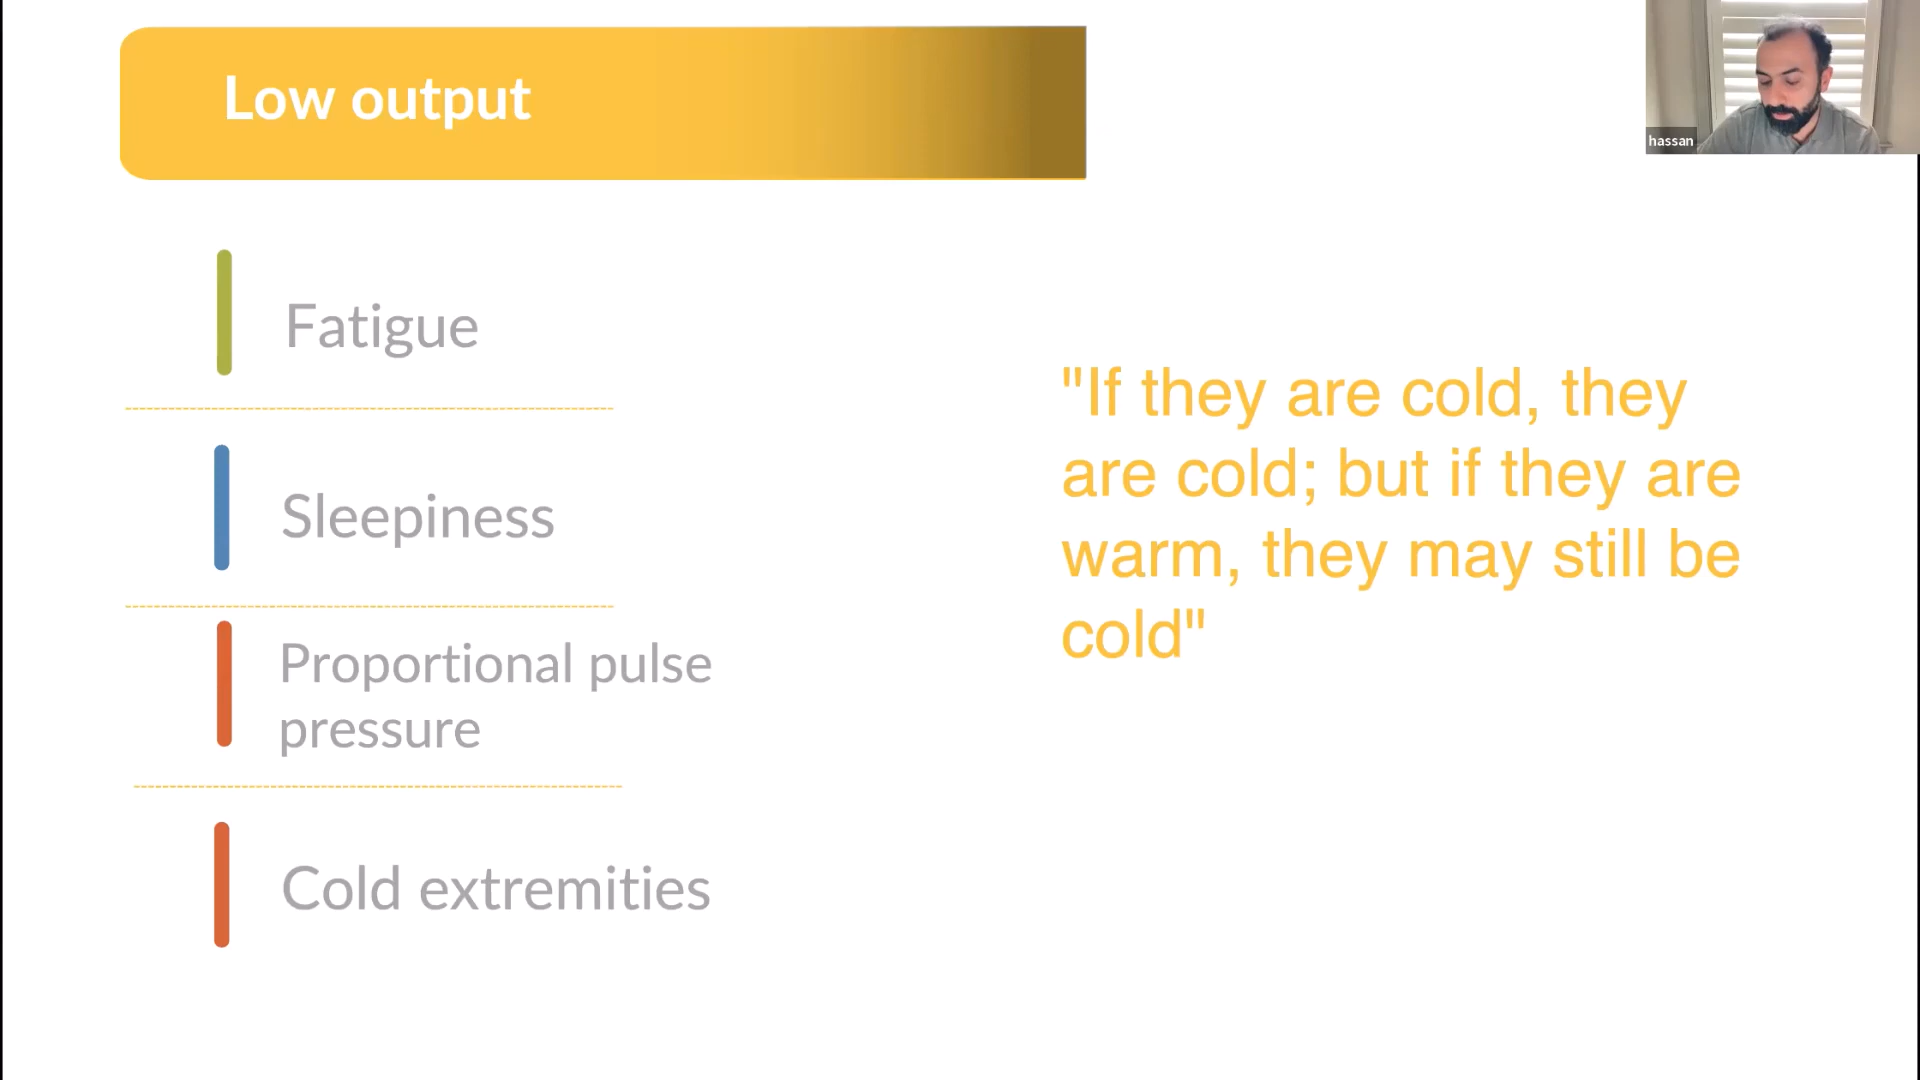 Low output
hassan
Fatigue
Sleepiness
Proportional pulse
pressure
Cold extremities
"If they are cold, they
are cold; but if they are
warm, they may still be
cold"